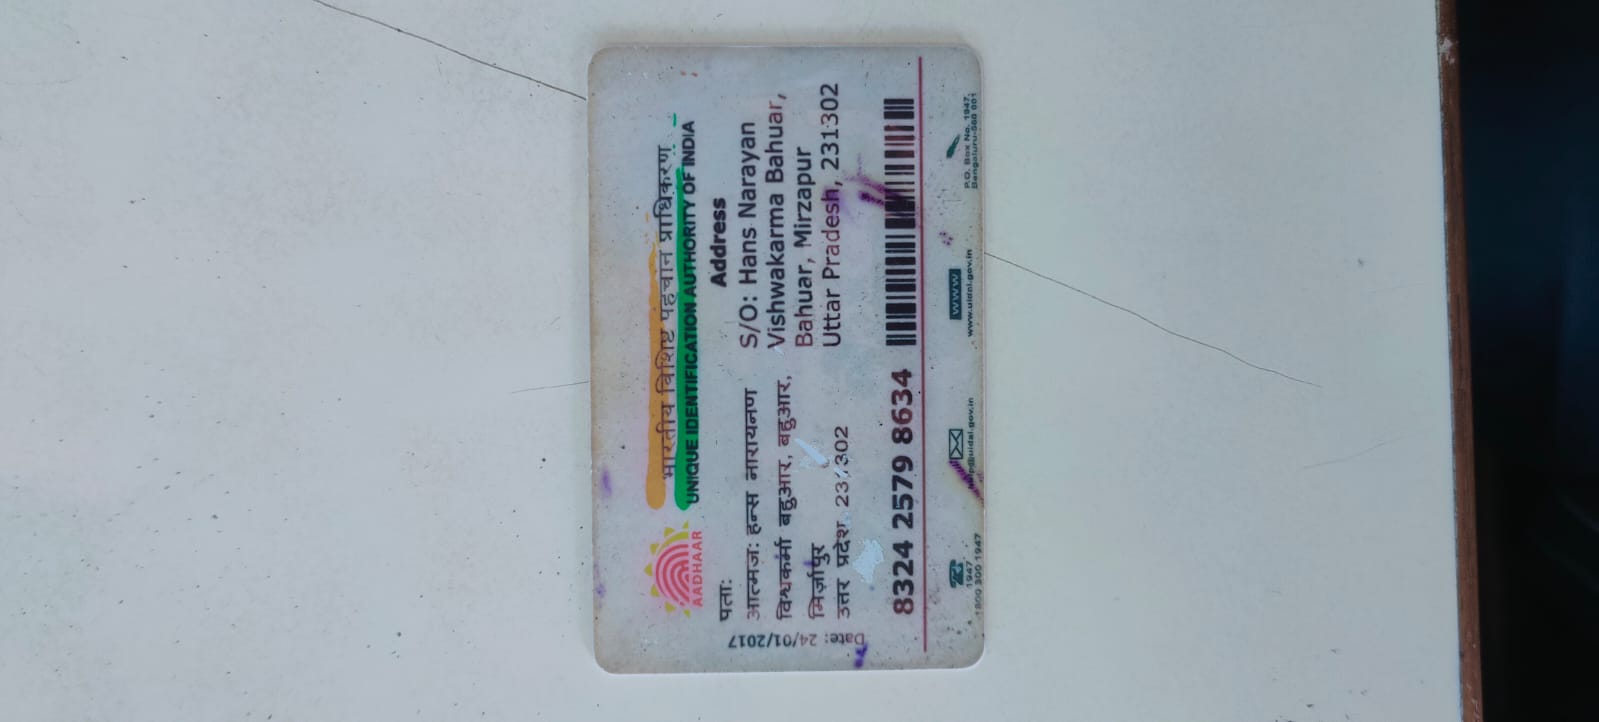 भारतीय विशिष्ट पहचान प्राधिकरण
UNIQUE IDENTIFICATION AUTHORITY OF INDIA
AADHAAR
पता:
आत्मज: हन्स नारायनण
विश्वकर्मा बहुआर, बहुआर,
मिर्ज़ापुर
उत्तर प्रदेश, 231302
Address
S/O: Hans Narayan
Vishwakarma Bahuar,
Bahuar, Mirzapur
Uttar Pradesh, 231302
Date: 24/01/2017
8324 2579 8634
1947
1800 300 1947
help@uidai.gov.in
www
www.uidai.gov.in
P.O. Box No. 1947,
Bengaluru-560 001